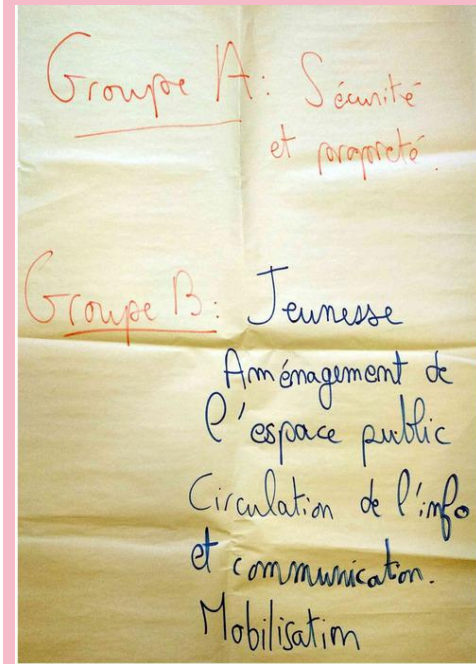 Groupe A: Sécurité
et propreté.
Groupe B: Jeunesse
Aménagement de
l'espace public
Circulation de l'info
et communication.
Mobilisation